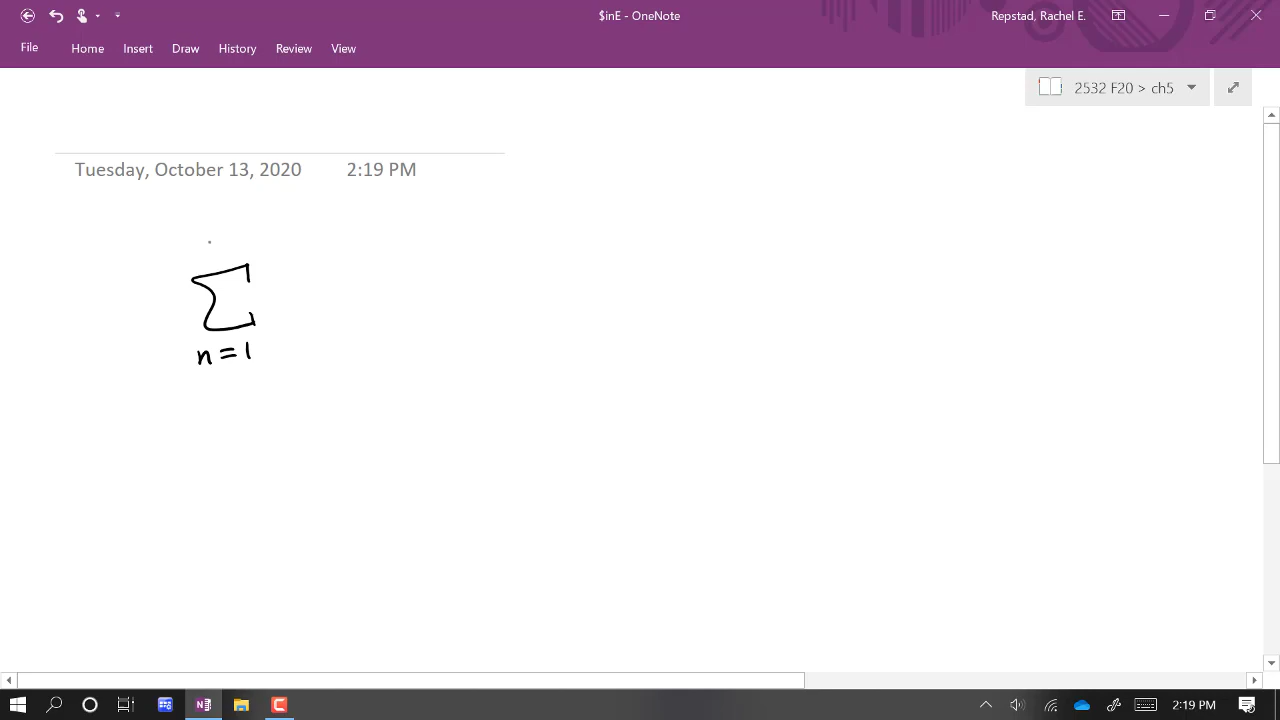 $inE - OneNote
Repstad, Rachel E.
File Home Insert Draw History Review View
2532 F20 > ch5
Tuesday, October 13, 2020 2:19 PM
∑
n = 1
2:19 PM